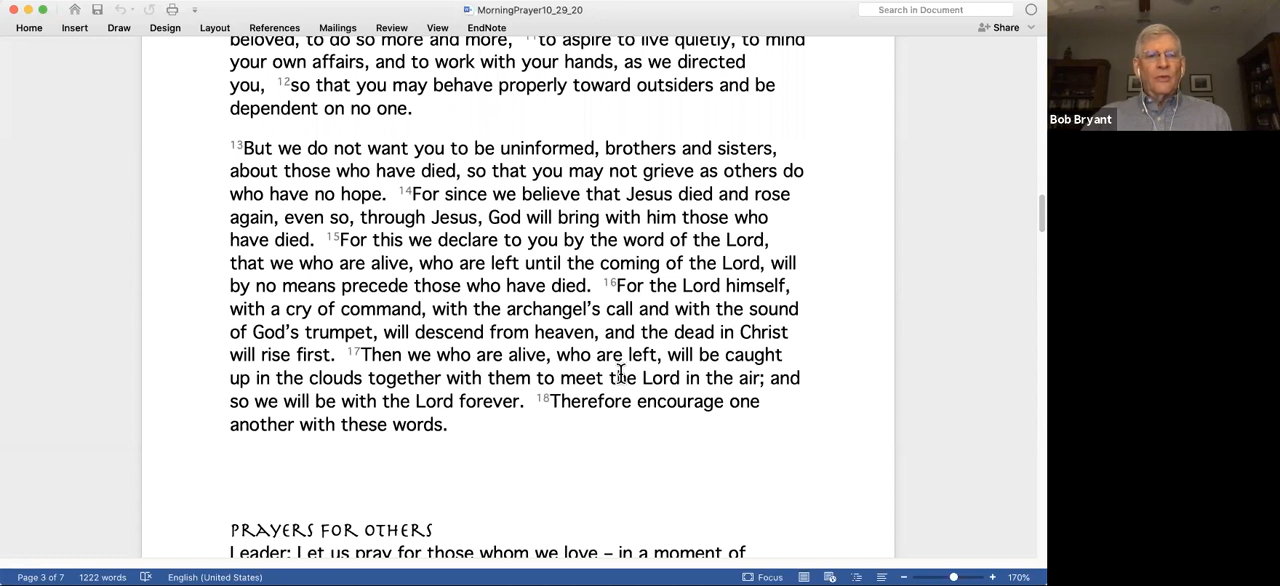 MorningPrayer10_29_20
Search in Document
Home Insert Draw Design Layout References Mailings Review View EndNote Share
beloved, to do so more and more, 11to aspire to live quietly, to mind
your own affairs, and to work with your hands, as we directed
you, 12so that you may behave properly toward outsiders and be
dependent on no one.
13But we do not want you to be uninformed, brothers and sisters,
about those who have died, so that you may not grieve as others do
who have no hope. 14For since we believe that Jesus died and rose
again, even so, through Jesus, God will bring with him those who
have died. 15For this we declare to you by the word of the Lord,
that we who are alive, who are left until the coming of the Lord, will
by no means precede those who have died. 16For the Lord himself,
with a cry of command, with the archangel’s call and with the sound
of God’s trumpet, will descend from heaven, and the dead in Christ
will rise first. 17Then we who are alive, who are left, will be caught
up in the clouds together with them to meet the Lord in the air; and
so we will be with the Lord forever. 18Therefore encourage one
another with these words.
PRAYERS FOR OTHERS
Leader: Let us pray for those whom we love – in a moment of
Page 3 of 7 1222 words English (United States) Focus 170%
Bob Bryant